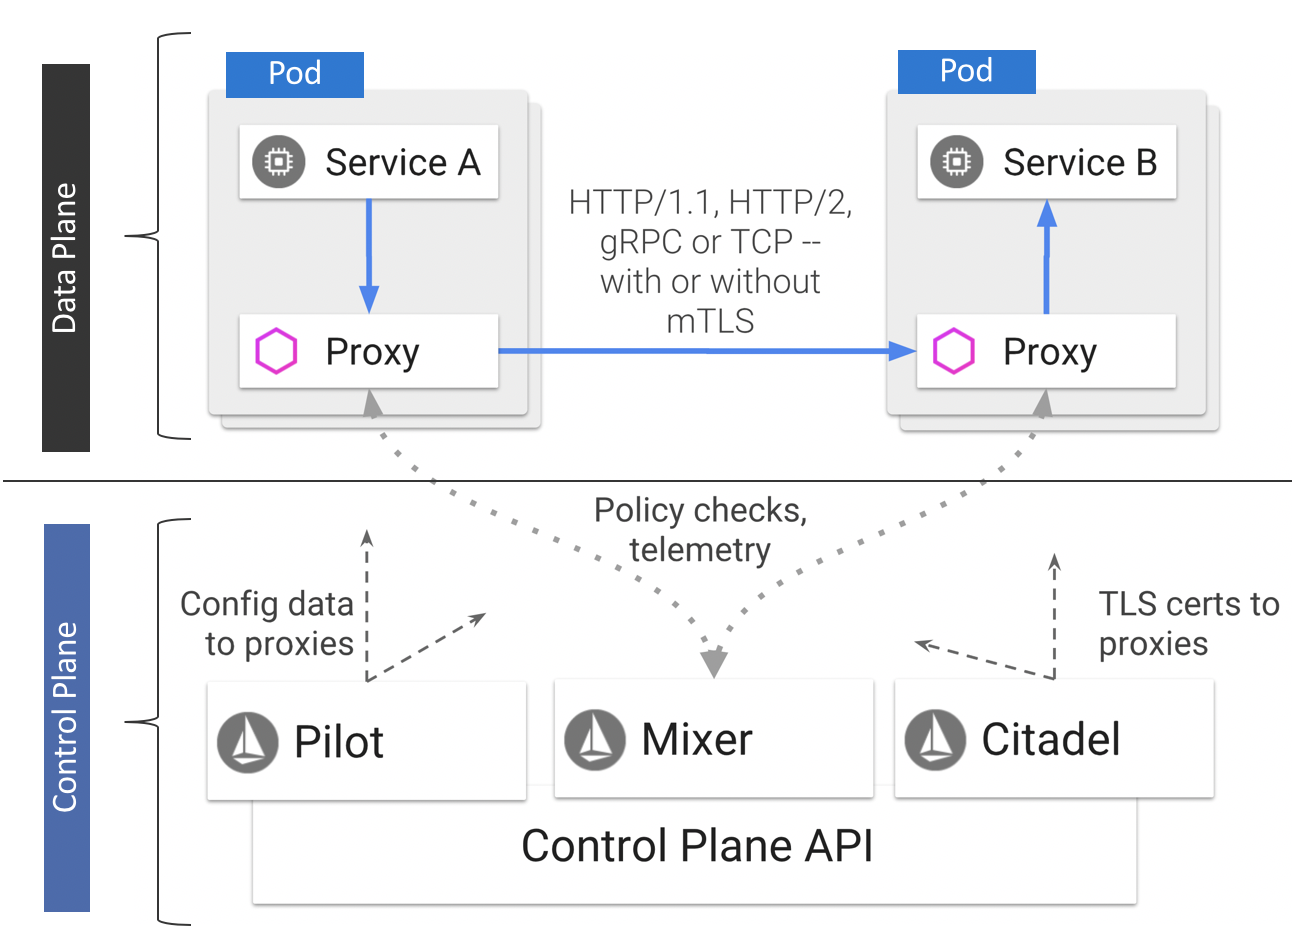 Data Plane
Pod
Service A
Proxy
HTTP/1.1, HTTP/2,
gRPC or TCP --
with or without
mTLS
Pod
Service B
Proxy
Control Plane
Policy checks,
telemetry
Config data
to proxies
TLS certs to
proxies
Pilot
Mixer
Citadel
Control Plane API